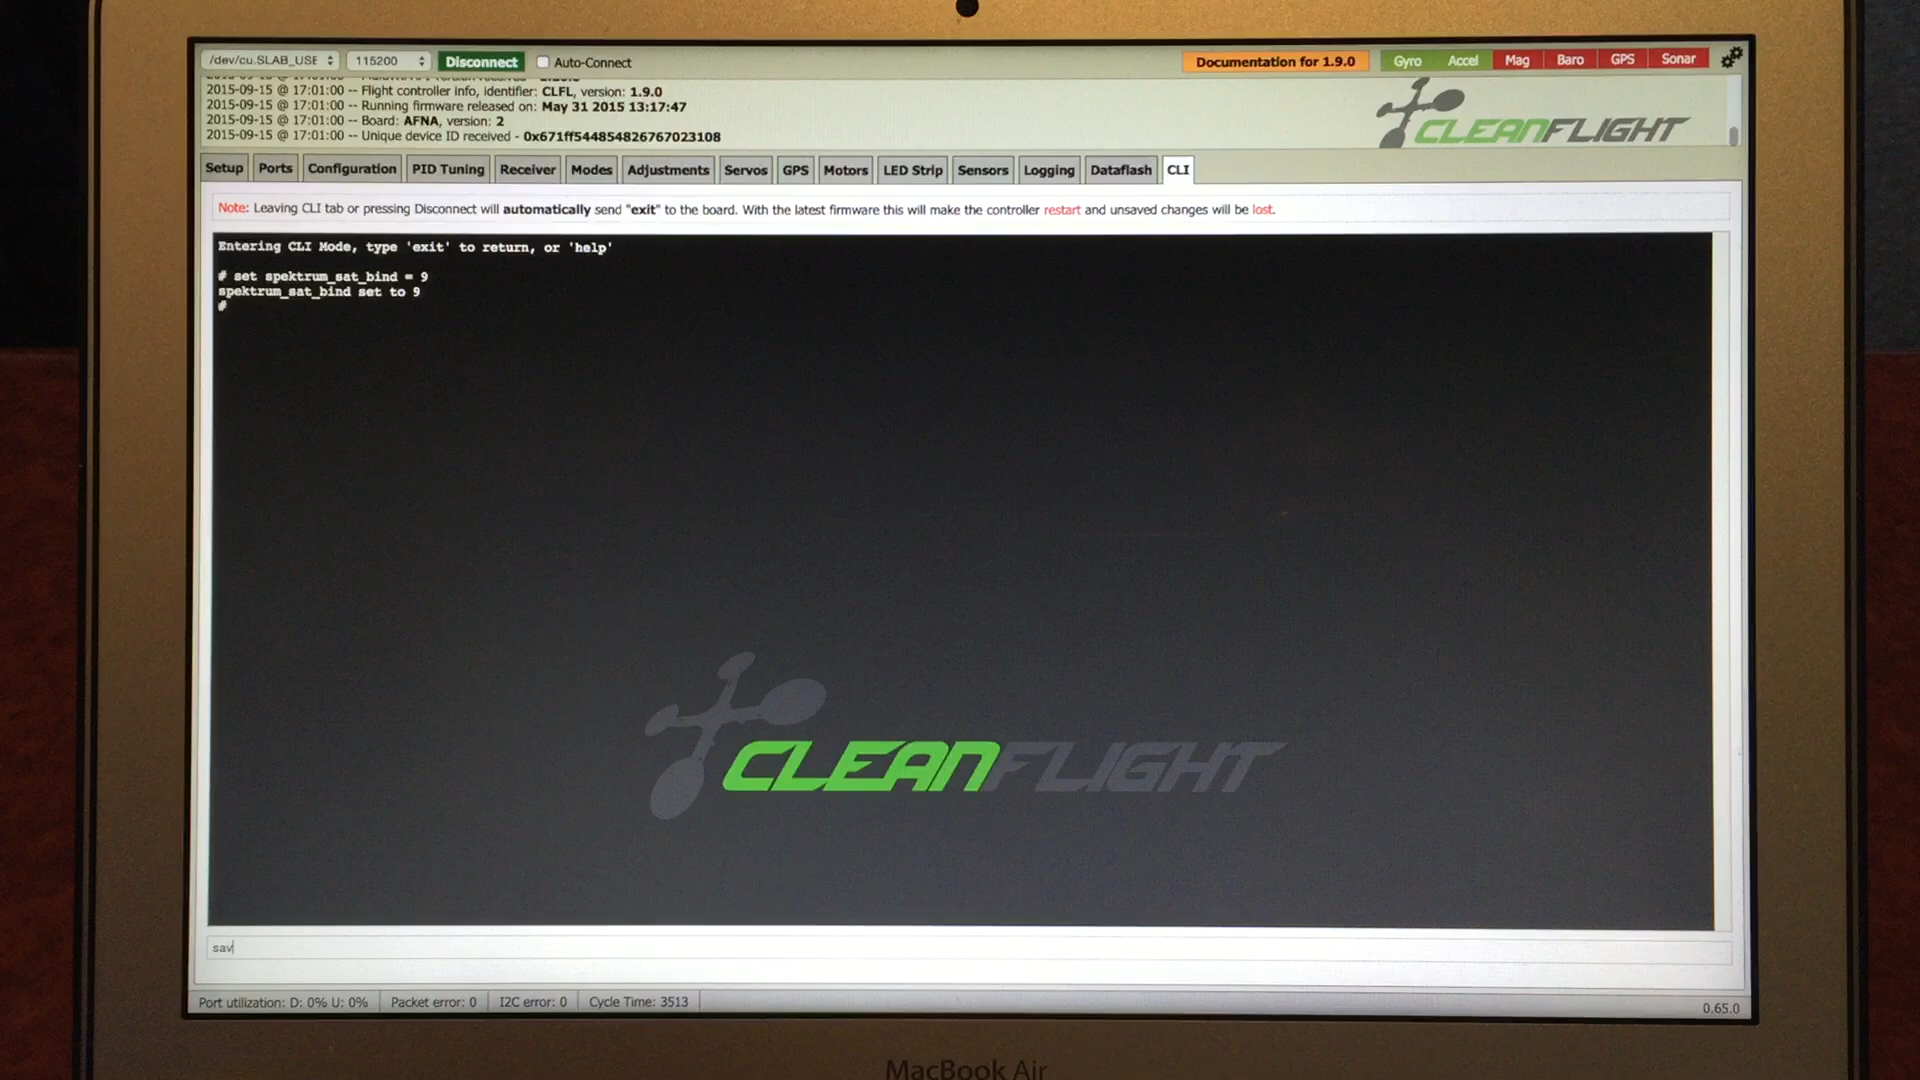 /dev/cu.SLAB_USE 115200 Disconnect Auto-Connect Documentation for 1.9.0 Gyro Accel Mag Baro GPS Sonar
2015-09-15 @ 17:01:00 -- Flight controller info, identifier: CLFL, version: 1.9.0
2015-09-15 @ 17:01:00 -- Running firmware released on: May 31 2015 13:17:47
2015-09-15 @ 17:01:00 -- Board: AFNA, version: 2
2015-09-15 @ 17:01:00 -- Unique device ID received - 0x671ff544854826767023108
CLEANFLIGHT
Setup Ports Configuration PID Tuning Receiver Modes Adjustments Servos GPS Motors LED Strip Sensors Logging Dataflash CLI
Note: Leaving CLI tab or pressing Disconnect will automatically send "exit" to the board. With the latest firmware this will make the controller restart and unsaved changes will be lost.
Entering CLI Mode, type 'exit' to return, or 'help'
# set spektrum_sat_bind = 9
spektrum_sat_bind set to 9
#
CLEANFLIGHT
sav
Port utilization: D: 0% U: 0% Packet error: 0 I2C error: 0 Cycle Time: 3513 0.65.0
MacBook Air